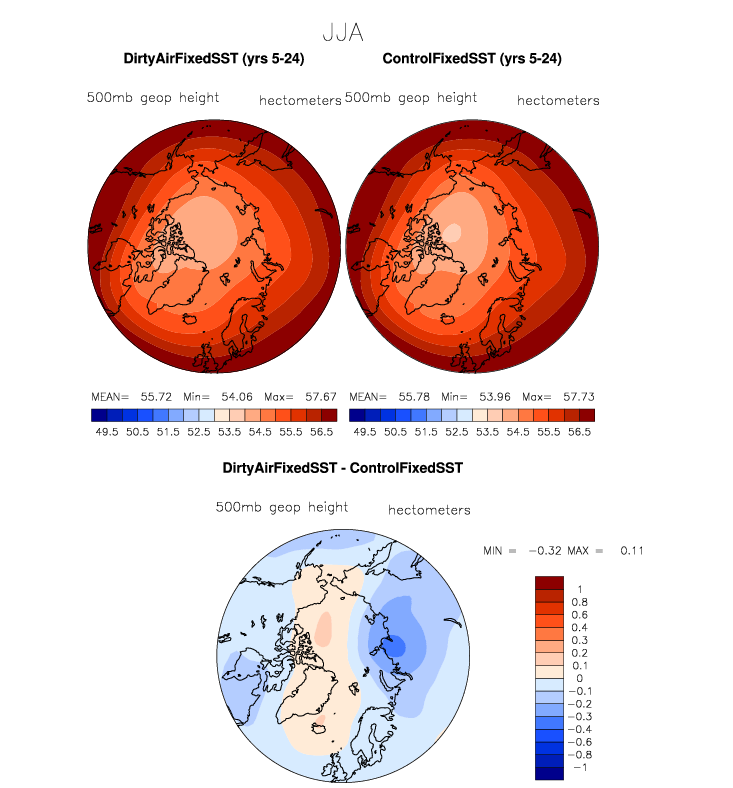 JJA
DirtyAirFixedSST (yrs 5-24) ControlFixedSST (yrs 5-24)
500mb geop height hectometers 500mb geop height hectometers
MEAN= 55.72 Min= 54.06 Max= 57.67 MEAN= 55.78 Min= 53.96 Max= 57.73
49.5 50.5 51.5 52.5 53.5 54.5 55.5 56.5 49.5 50.5 51.5 52.5 53.5 54.5 55.5 56.5
DirtyAirFixedSST - ControlFixedSST
500mb geop height hectometers
MIN = -0.32 MAX = 0.11
1
0.8
0.6
0.4
0.3
0.2
0.1
0
-0.1
-0.2
-0.3
-0.4
-0.6
-0.8
-1